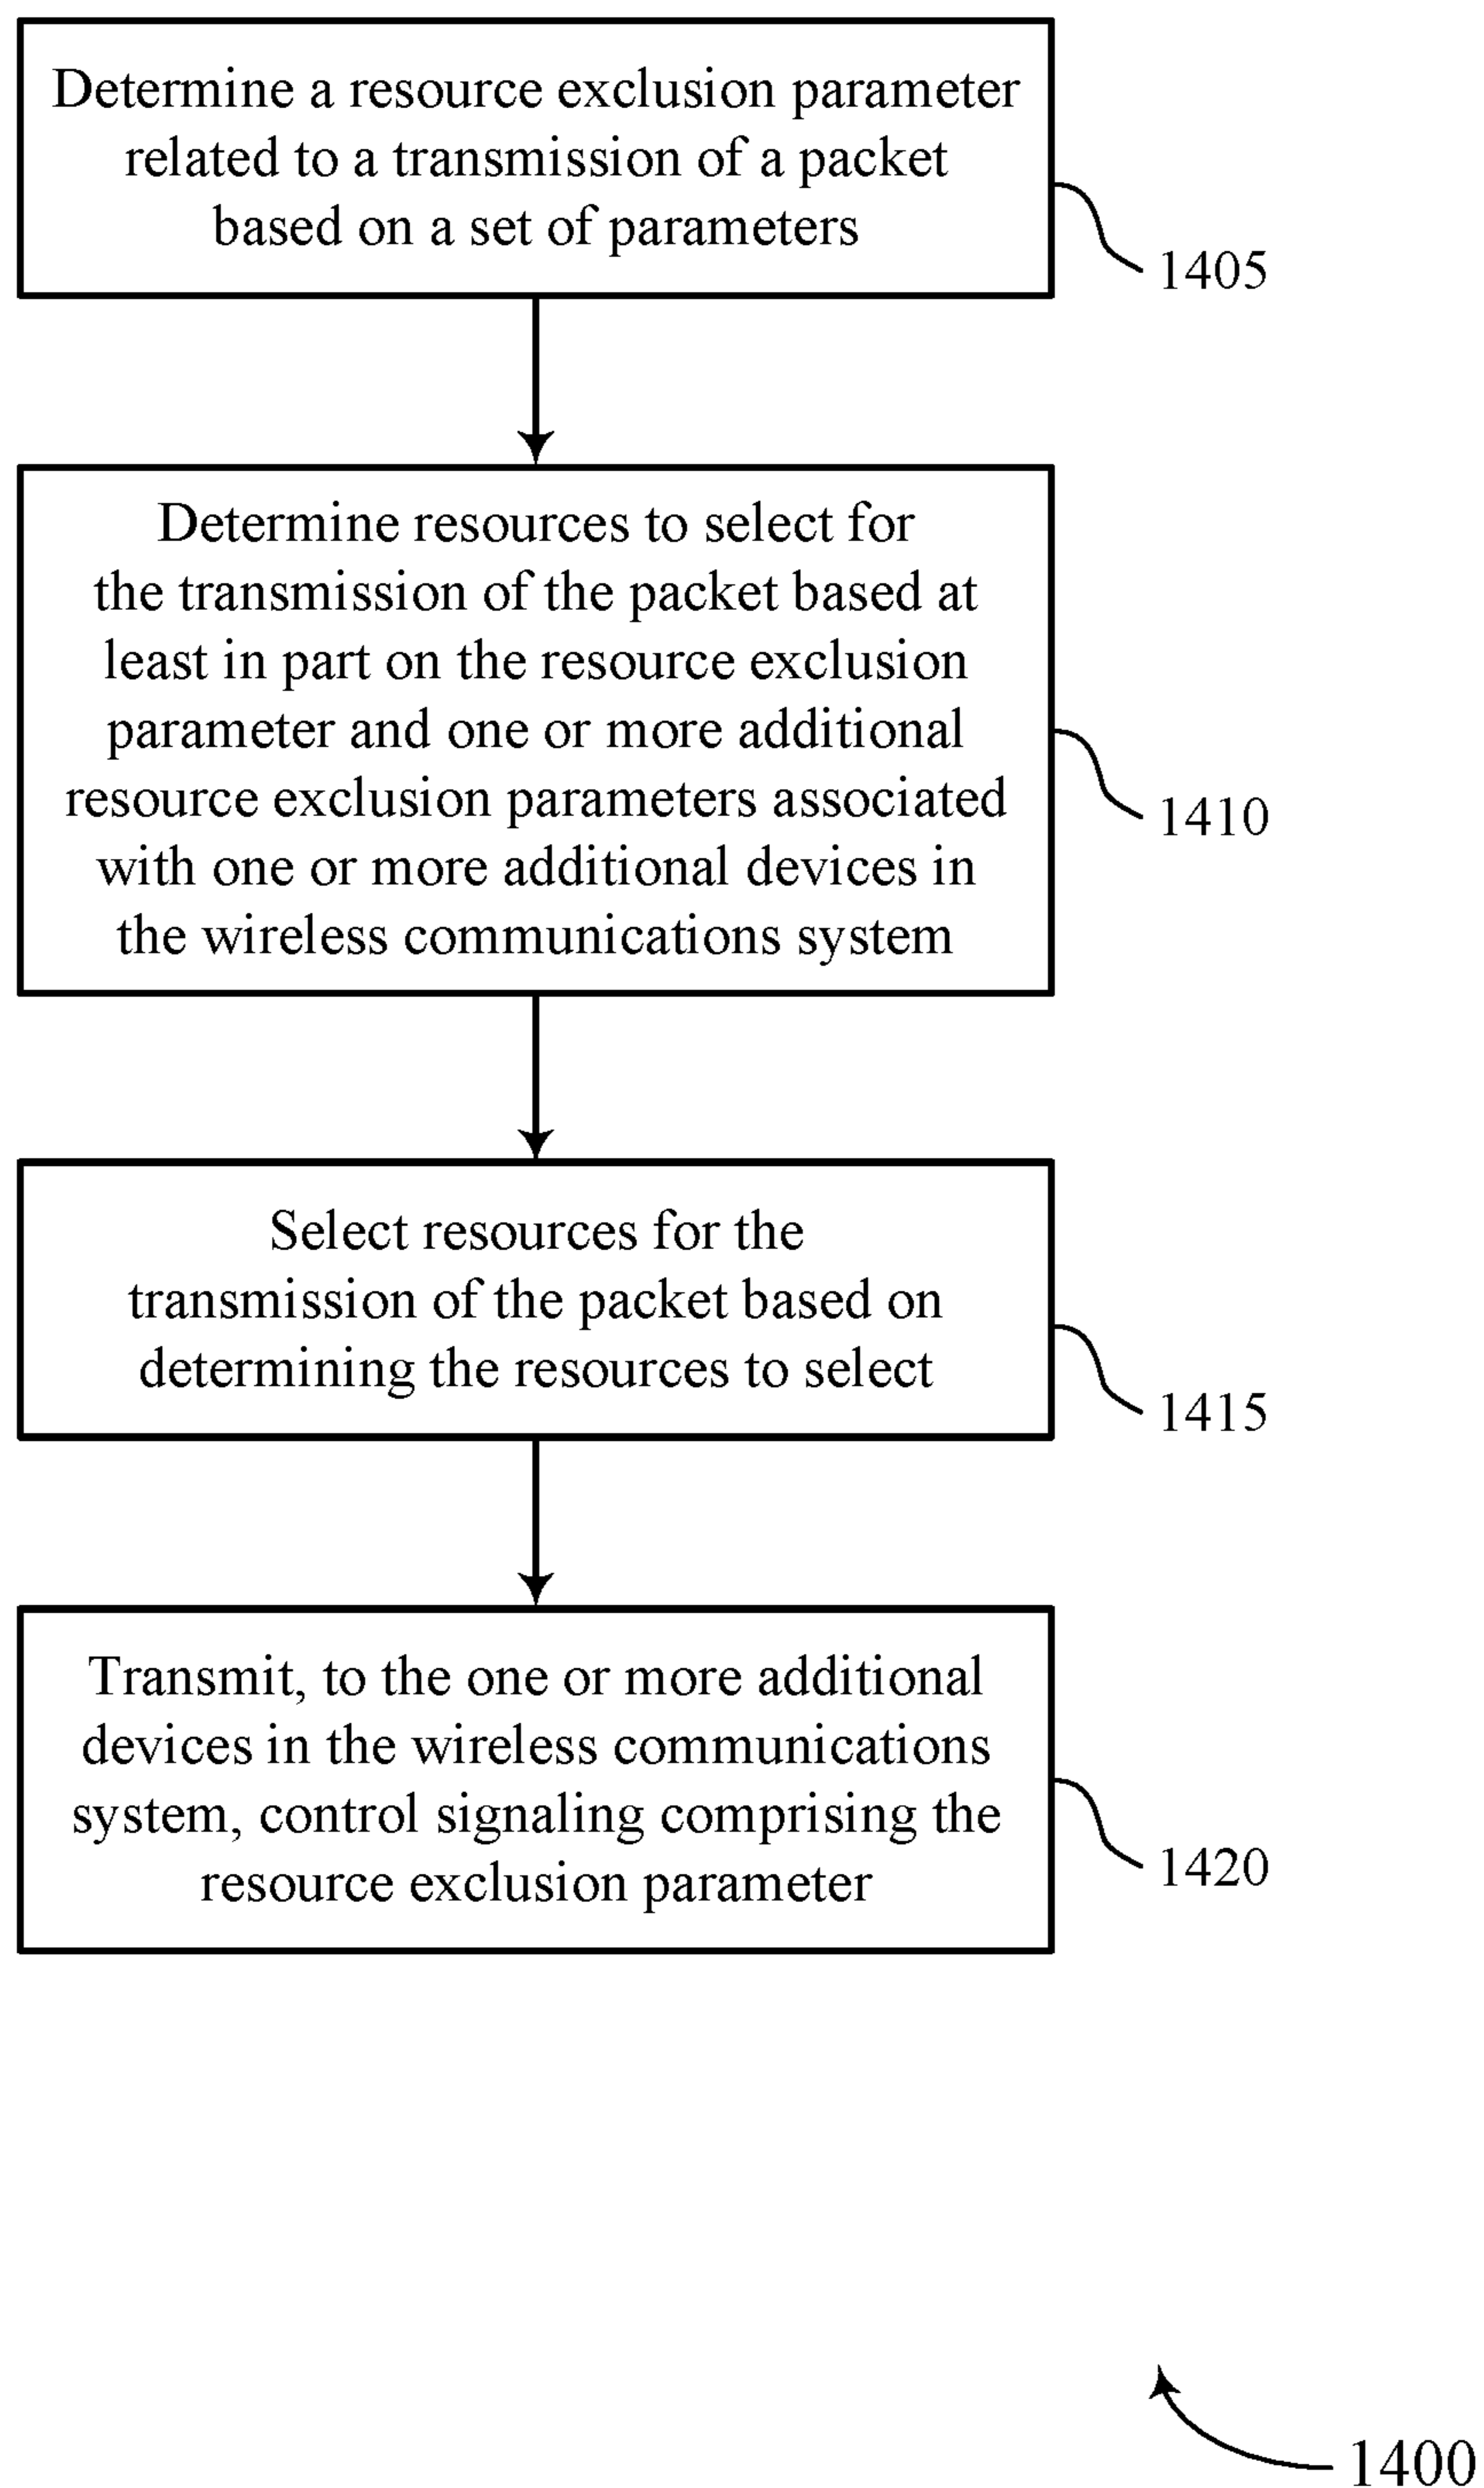 Determine a resource exclusion parameter
related to a transmission of a packet
based on a set of parameters
1405
Determine resources to select for
the transmission of the packet based at
least in part on the resource exclusion
parameter and one or more additional
resource exclusion parameters associated
with one or more additional devices in
the wireless communications system
1410
Select resources for the
transmission of the packet based on
determining the resources to select
1415
Transmit, to the one or more additional
devices in the wireless communications
system, control signaling comprising the
resource exclusion parameter
1420
1400